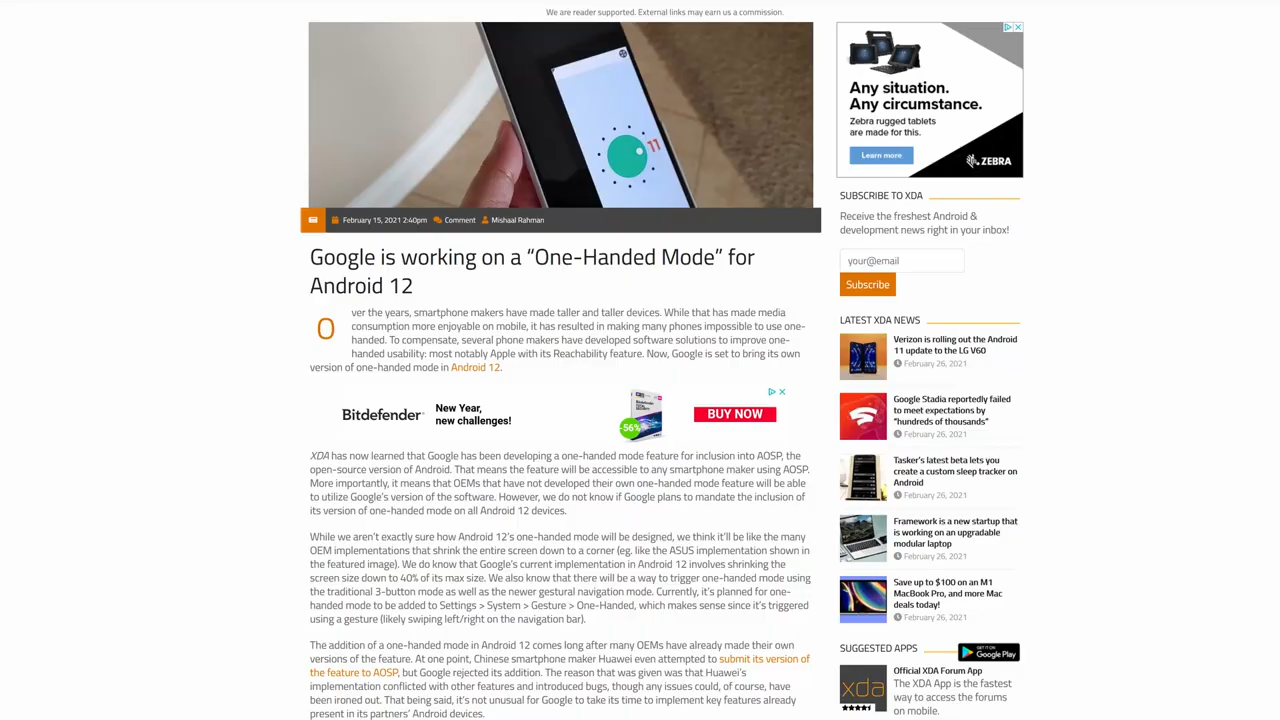 We are reader supported. External links may earn us a commission.
11
February 15, 2021 2:40pm Comment Mishaal Rahman
Google is working on a “One-Handed Mode” for
Android 12
Over the years, smartphone makers have made taller and taller devices. While that has made media
consumption more enjoyable on mobile, it has resulted in making many phones impossible to use one-
handed. To compensate, several phone makers have developed software solutions to improve one-
handed usability: most notably Apple with its Reachability feature. Now, Google is set to bring its own
version of one-handed mode in Android 12.
Bitdefender
New Year,
new challenges!
-56%
BUY NOW
XDA has now learned that Google has been developing a one-handed mode feature for inclusion into AOSP, the
open-source version of Android. That means the feature will be accessible to any smartphone maker using AOSP.
More importantly, it means that OEMs that have not developed their own one-handed mode feature will be able
to utilize Google’s version of the software. However, we do not know if Google plans to mandate the inclusion of
its version of one-handed mode on all Android 12 devices.
While we aren’t exactly sure how Android 12’s one-handed mode will be designed, we think it’ll be like the many
OEM implementations that shrink the entire screen down to a corner (eg. like the ASUS implementation shown in
the featured image). We do know that Google’s current implementation in Android 12 involves shrinking the
screen size down to 40% of its max size. We also know that there will be a way to trigger one-handed mode using
the traditional 3-button mode as well as the newer gestural navigation mode. Currently, it’s planned for one-
handed mode to be added to Settings > System > Gesture > One-Handed, which makes sense since it’s triggered
using a gesture (likely swiping left/right on the navigation bar).
The addition of a one-handed mode in Android 12 comes long after many OEMs have already made their own
versions of the feature. At one point, Chinese smartphone maker Huawei even attempted to submit its version of
the feature to AOSP, but Google rejected its addition. The reason that was given was that Huawei’s
implementation conflicted with other features and introduced bugs, though any issues could, of course, have
been ironed out. That being said, it’s not unusual for Google to take its time to implement key features already
present in its partners’ Android devices.
Any situation.
Any circumstance.
Zebra rugged tablets
are made for this.
Learn more
ZEBRA
SUBSCRIBE TO XDA
Receive the freshest Android &
development news right in your inbox!
your@email
Subscribe
LATEST XDA NEWS
Verizon is rolling out the Android
11 update to the LG V60
February 26, 2021
Google Stadia reportedly failed
to meet expectations by
“hundreds of thousands”
February 26, 2021
Tasker’s latest beta lets you
create a custom sleep tracker on
Android
February 26, 2021
Framework is a new startup that
is working on an upgradable
modular laptop
February 26, 2021
Save up to $100 on an M1
MacBook Pro, and more Mac
deals today!
February 26, 2021
SUGGESTED APPS
GET IT ON
Google Play
xda
Official XDA Forum App
The XDA App is the fastest
way to access the forums
on mobile.